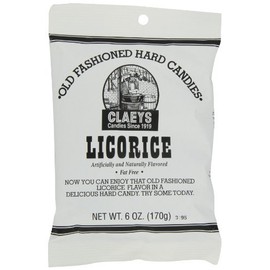 • OLD FASHIONED HARD CANDIES •
CLAEYS
Candies Since 1919
LICORICE
Artificially and Naturally Flavored
• Fat Free •
NOW YOU CAN ENJOY THAT OLD FASHIONED
LICORICE FLAVOR IN A
DELICIOUS HARD CANDY. TRY SOME TODAY.
NET WT. 6 OZ. (170g)